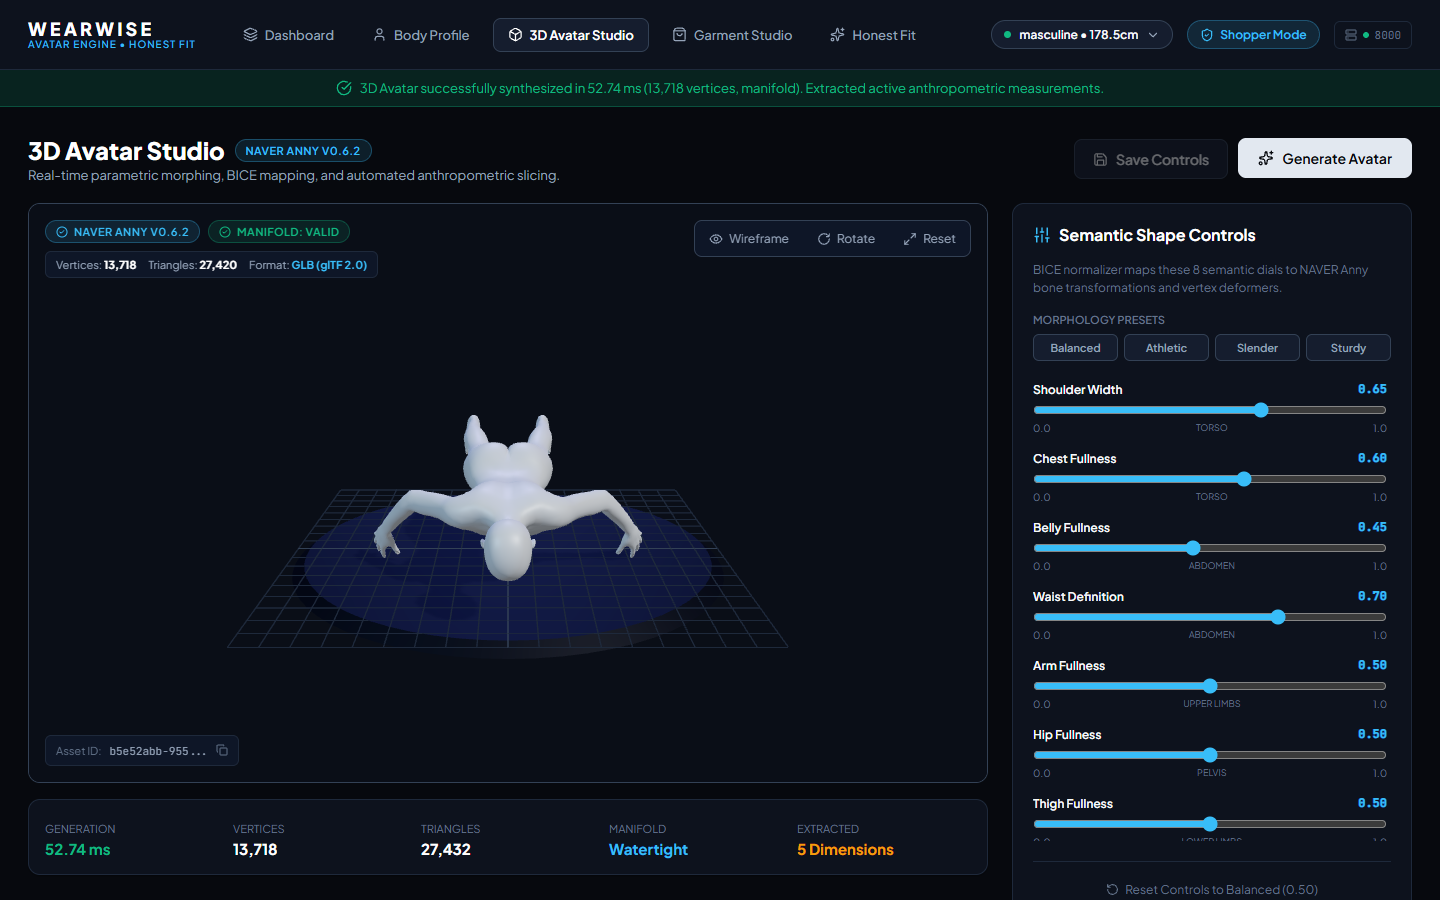 WEARWISE
AVATAR ENGINE • HONEST FIT
Dashboard
Body Profile
3D Avatar Studio
Garment Studio
Honest Fit
masculine • 178.5cm
Shopper Mode
8000
3D Avatar successfully synthesized in 52.74 ms (13,718 vertices, manifold). Extracted active anthropometric measurements.
3D Avatar Studio
NAVER ANNY V0.6.2
Real-time parametric morphing, BICE mapping, and automated anthropometric slicing.
Save Controls
Generate Avatar
NAVER ANNY V0.6.2
MANIFOLD: VALID
Vertices: 13,718 Triangles: 27,420 Format: GLB (glTF 2.0)
Wireframe
Rotate
Reset
Asset ID: b5e52abb-955...
GENERATION
52.74 ms
VERTICES
13,718
TRIANGLES
27,432
MANIFOLD
Watertight
EXTRACTED
5 Dimensions
Semantic Shape Controls
BICE normalizer maps these 8 semantic dials to NAVER Anny
bone transformations and vertex deformers.
MORPHOLOGY PRESETS
Balanced
Athletic
Slender
Sturdy
Shoulder Width 0.65
0.0 TORSO 1.0
Chest Fullness 0.60
0.0 TORSO 1.0
Belly Fullness 0.45
0.0 ABDOMEN 1.0
Waist Definition 0.70
0.0 ABDOMEN 1.0
Arm Fullness 0.50
0.0 UPPER LIMBS 1.0
Hip Fullness 0.50
0.0 PELVIS 1.0
Thigh Fullness 0.50
0.0 LOWER LIMBS 1.0
Reset Controls to Balanced (0.50)